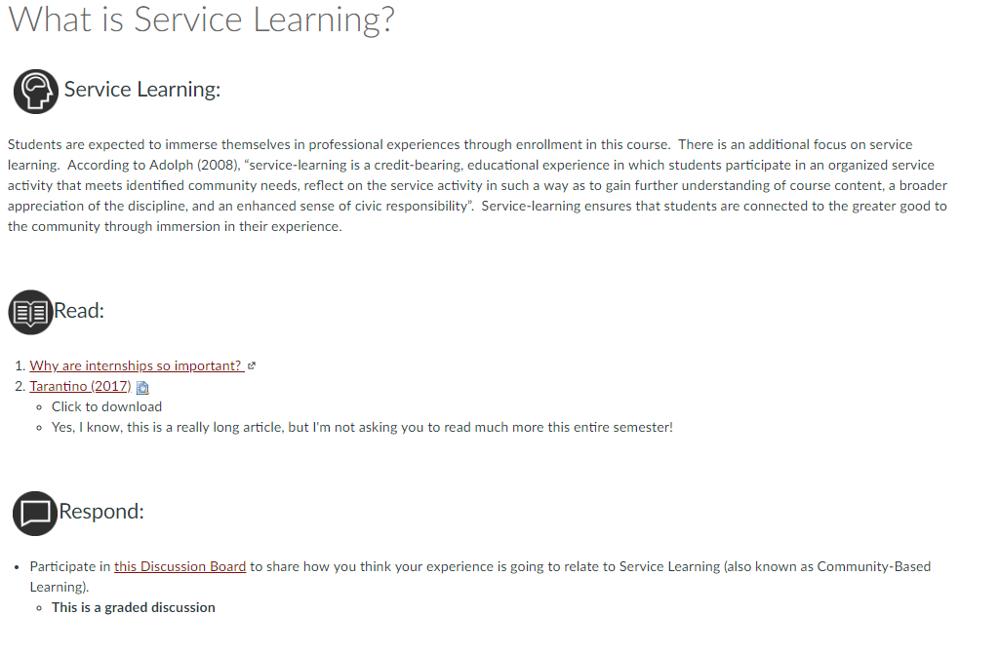 What is Service Learning?
Service Learning:
Students are expected to immerse themselves in professional experiences through enrollment in this course.  There is an additional focus on service
learning.  According to Adolph (2008), “service-learning is a credit-bearing, educational experience in which students participate in an organized service
activity that meets identified community needs, reflect on the service activity in such a way as to gain further understanding of course content, a broader
appreciation of the discipline, and an enhanced sense of civic responsibility”.  Service-learning ensures that students are connected to the greater good to
the community through immersion in their experience.
Read:
1. Why are internships so important?
2. Tarantino (2017)
Click to download
Yes, I know, this is a really long article, but I'm not asking you to read much more this entire semester!
Respond:
Participate in this Discussion Board to share how you think your experience is going to relate to Service Learning (also known as Community-Based
Learning).
This is a graded discussion